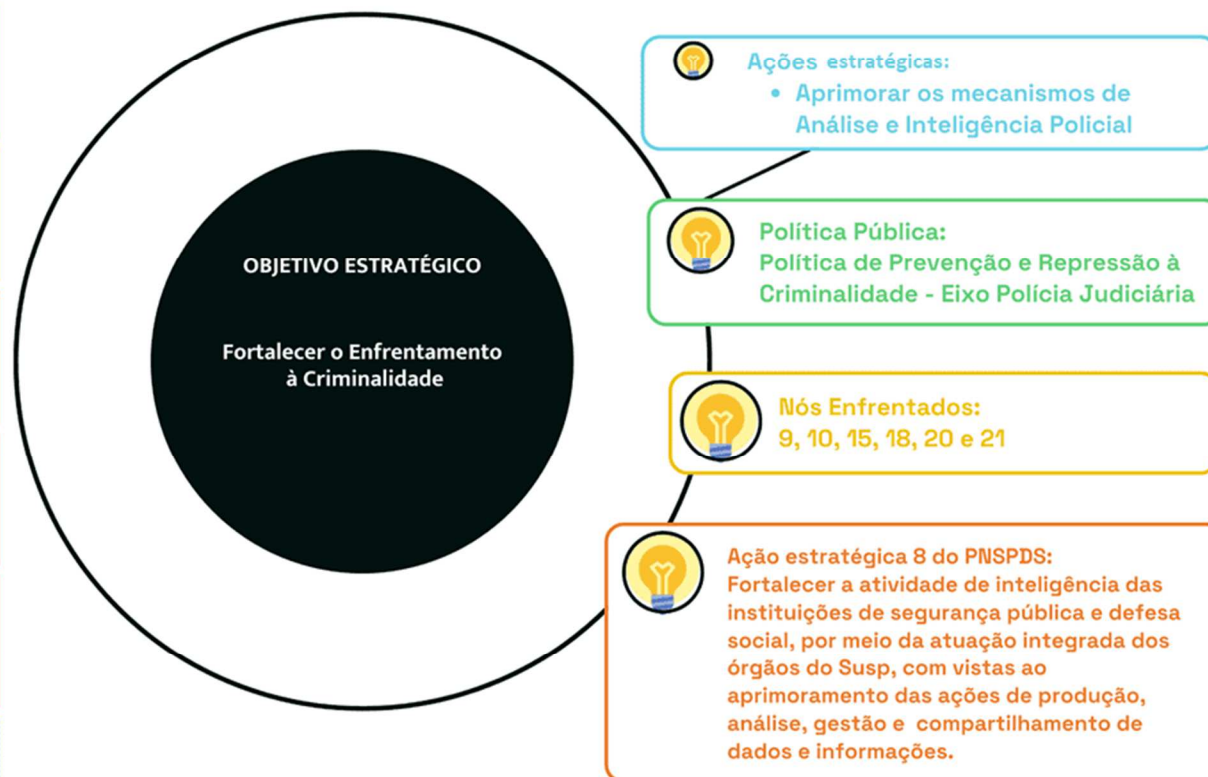 OBJETIVO ESTRATÉGICO
Fortalecer o Enfrentamento
à Criminalidade
Ações estratégicas:
• Aprimorar os mecanismos de
Análise e Inteligência Policial
Política Pública:
Política de Prevenção e Repressão à
Criminalidade - Eixo Polícia Judiciária
Nós Enfrentados:
9, 10, 15, 18, 20 e 21
Ação estratégica 8 do PNSPDS:
Fortalecer a atividade de inteligência das
instituições de segurança pública e defesa
social, por meio da atuação integrada dos
órgãos do Susp, com vistas ao
aprimoramento das ações de produção,
análise, gestão e compartilhamento de
dados e informações.